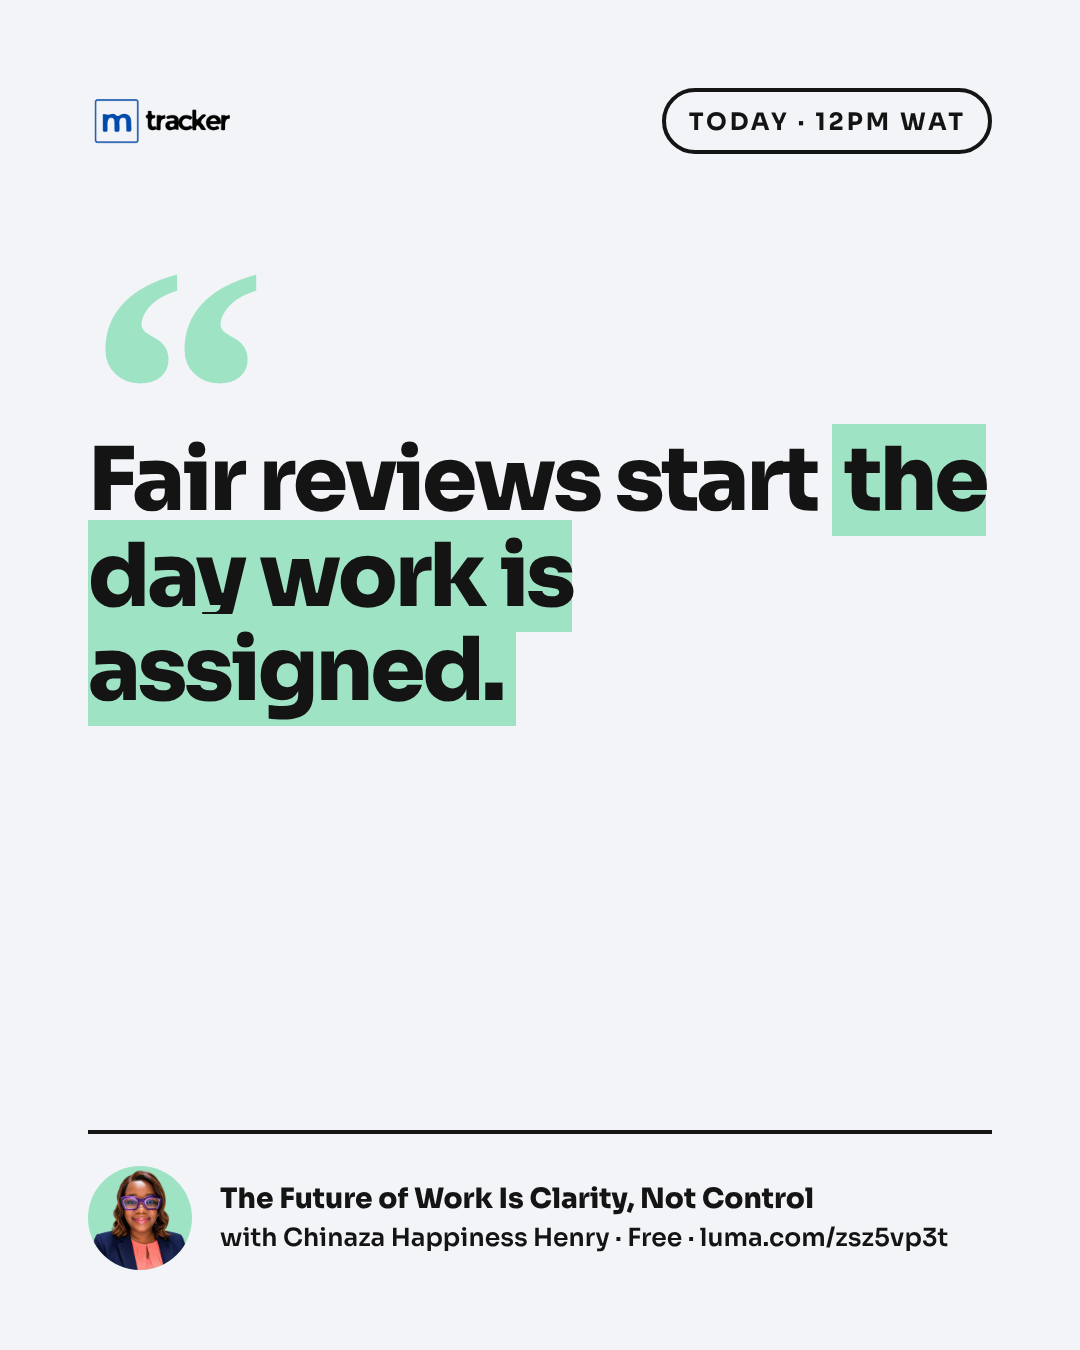 m tracker
TODAY · 12PM WAT
“
Fair reviews start the
day work is
assigned.
The Future of Work Is Clarity, Not Control
with Chinaza Happiness Henry · Free · luma.com/zsz5vp3t